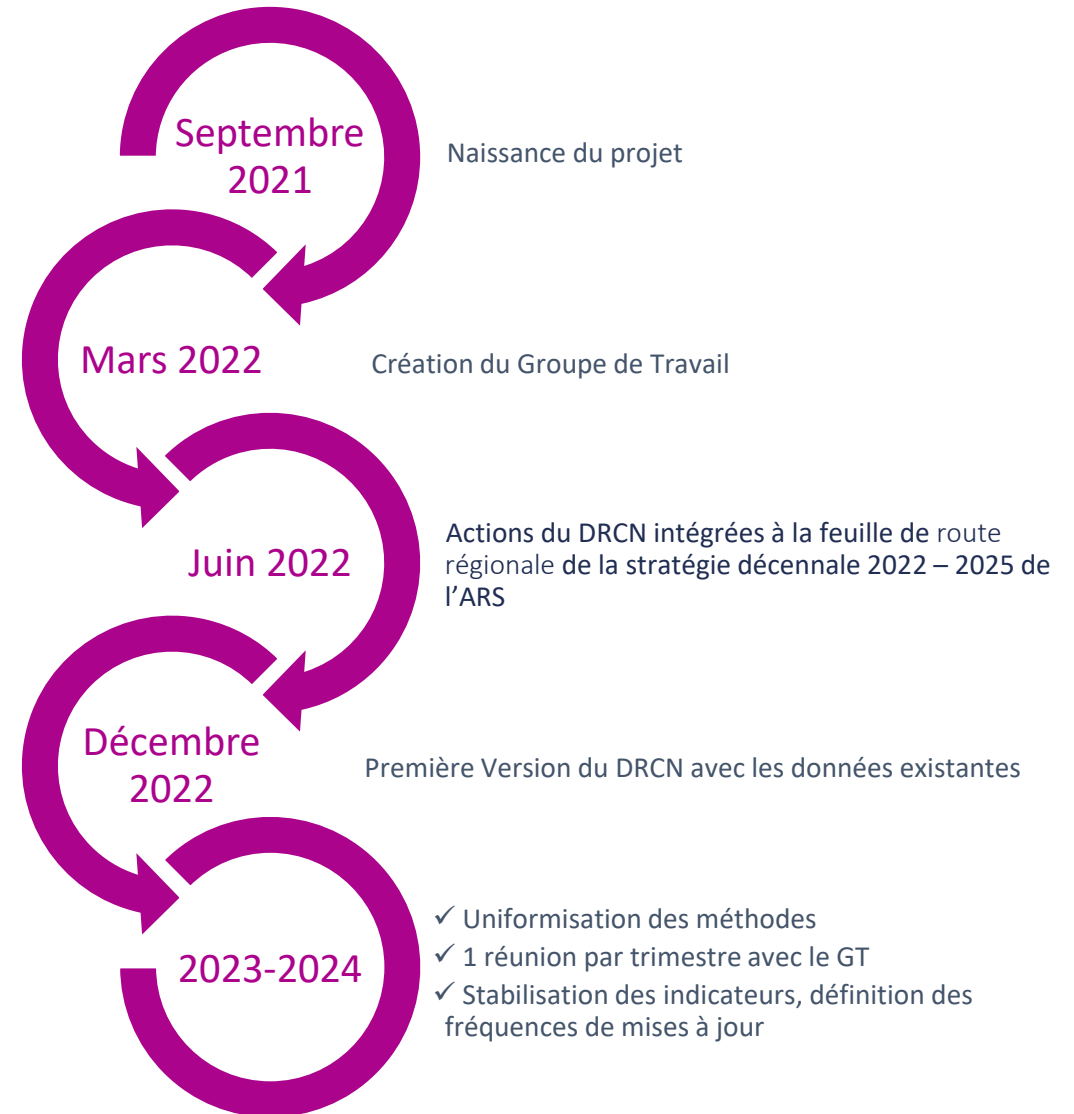 Septembre
2021
Naissance du projet
Mars 2022
Création du Groupe de Travail
Juin 2022
Actions du DRCN intégrées à la feuille de route
régionale de la stratégie décennale 2022 – 2025 de
l’ARS
Décembre
2022
Première Version du DRCN avec les données existantes
2023-2024
✓ Uniformisation des méthodes
✓ 1 réunion par trimestre avec le GT
✓ Stabilisation des indicateurs, définition des
fréquences de mises à jour